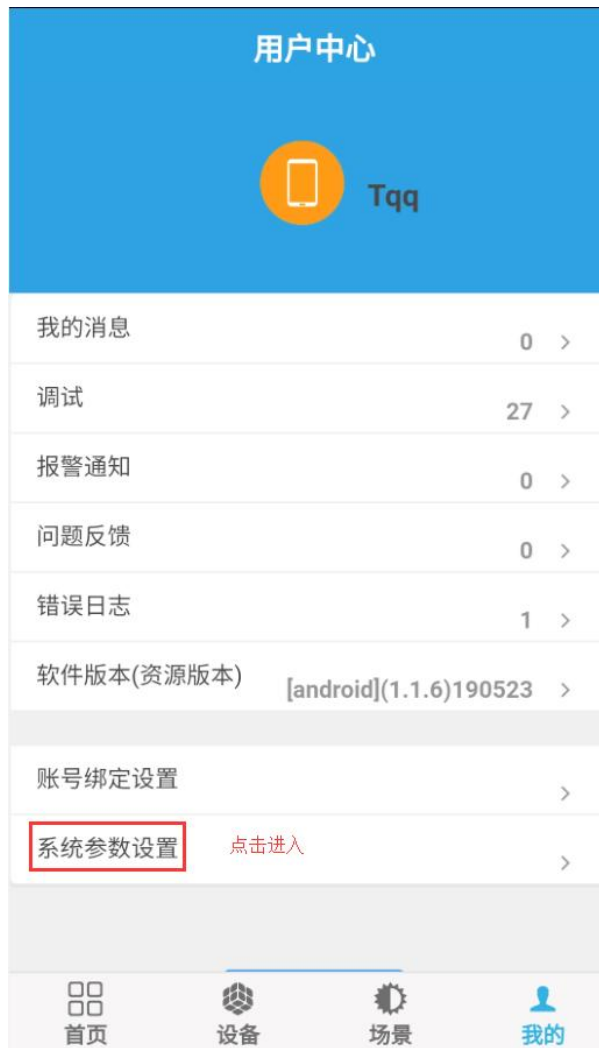 用户中心
Tqq
我的消息 0 >
调试 27 >
报警通知 0 >
问题反馈 0 >
错误日志 1 >
软件版本(资源版本) [android](1.1.6)190523 >
账号绑定设置 >
系统参数设置 点击进入 >
首页 设备 场景 我的